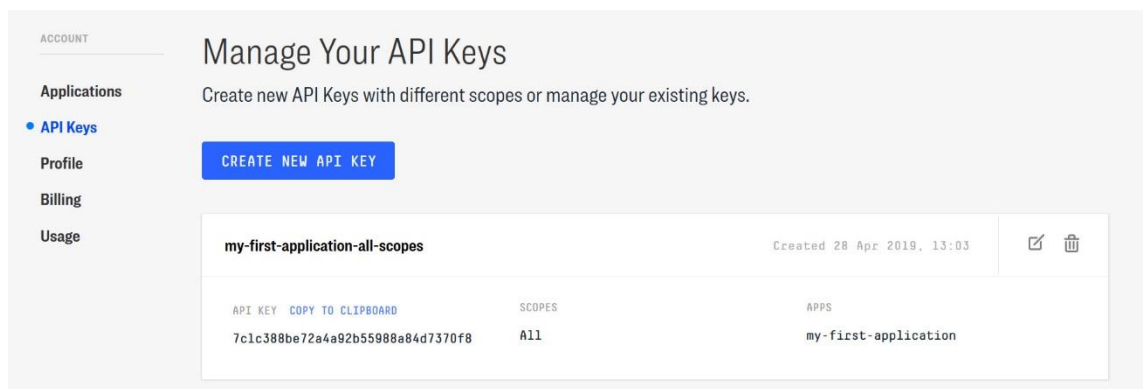 ACCOUNT
Applications
API Keys
Profile
Billing
Usage
Manage Your API Keys
Create new API Keys with different scopes or manage your existing keys.
CREATE NEW API KEY
my-first-application-all-scopes
Created 28 Apr 2019, 13:03
API KEY COPY TO CLIPBOARD
7c1c388be72a4a92b55988a84d7370f8
SCOPES
All
APPS
my-first-application